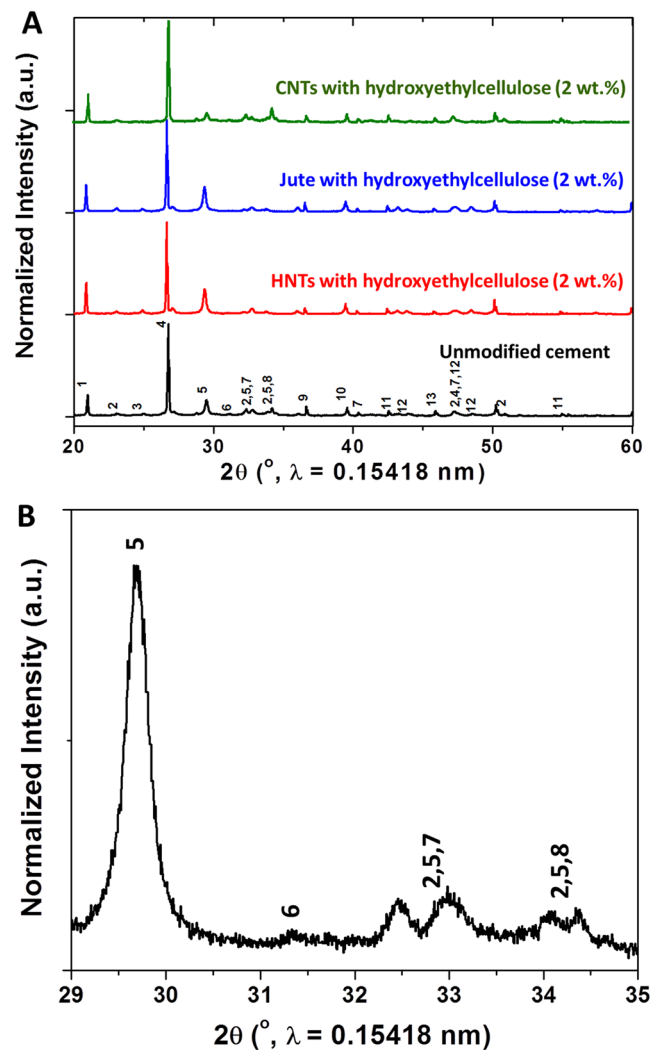 A
Normalized Intensity (a.u.)
CNTs with hydroxyethylcellulose (2 wt.%)
Jute with hydroxyethylcellulose (2 wt.%)
HNTs with hydroxyethylcellulose (2 wt.%)
Unmodified cement
1
2
3
4
5
6
2,5,7
2,5,8
9
10
7
11
12
13
2,4,7,12
12
2
11
20 30 40 50 60
2θ (°, λ = 0.15418 nm)
B
Normalized Intensity (a.u.)
5
6
2,5,7
2,5,8
29 30 31 32 33 34 35
2θ (°, λ = 0.15418 nm)